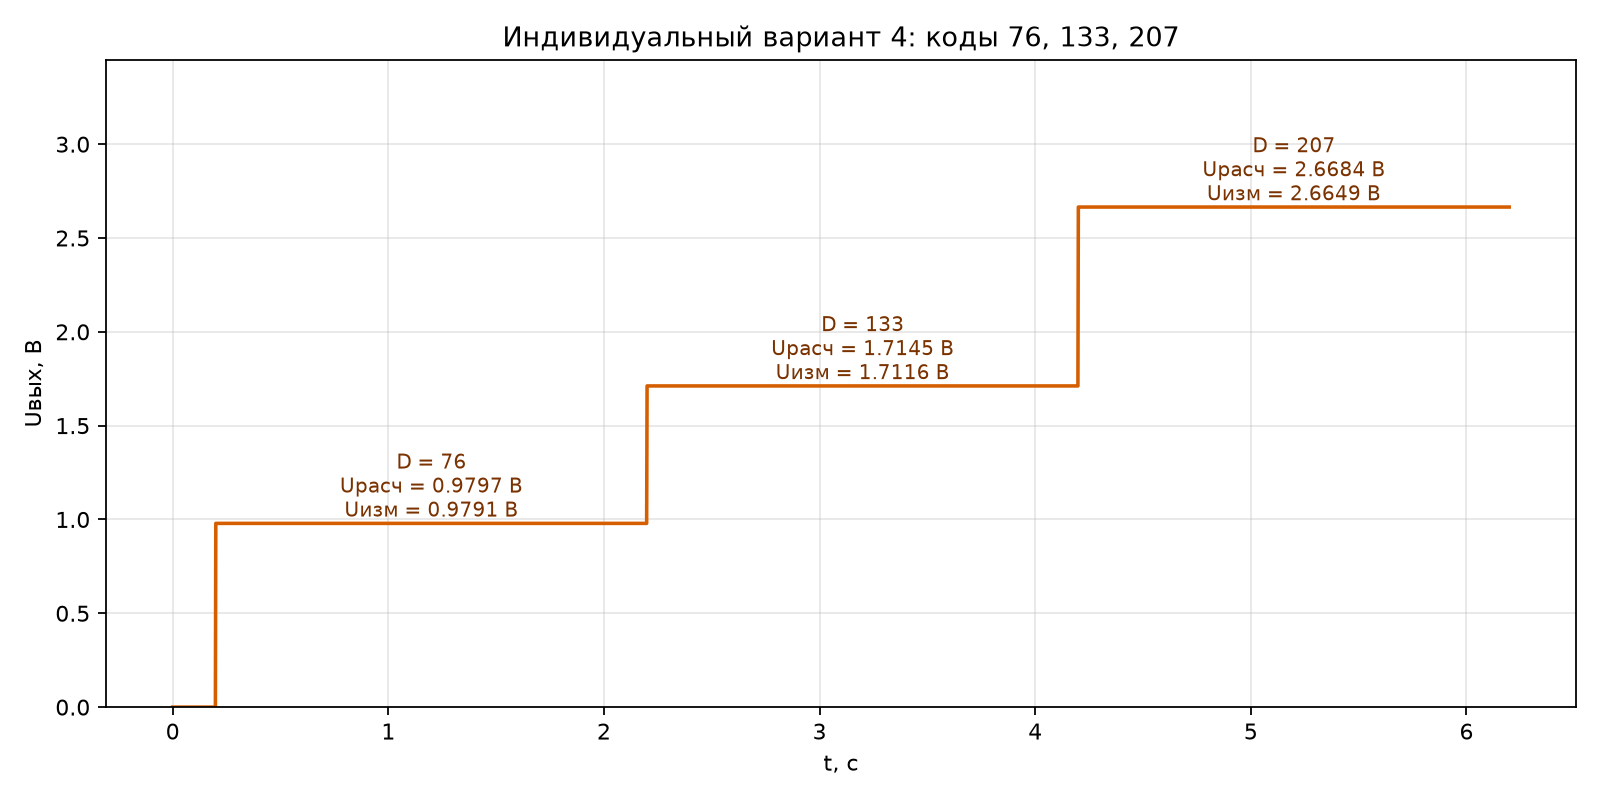 Индивидуальный вариант 4: коды 76, 133, 207
Uвых, В
3.0
2.5
2.0
1.5
1.0
0.5
0.0
D = 207
Uрасч = 2.6684 В
Uизм = 2.6649 В
D = 133
Uрасч = 1.7145 В
Uизм = 1.7116 В
D = 76
Uрасч = 0.9797 В
Uизм = 0.9791 В
0 1 2 3 4 5 6
t, с